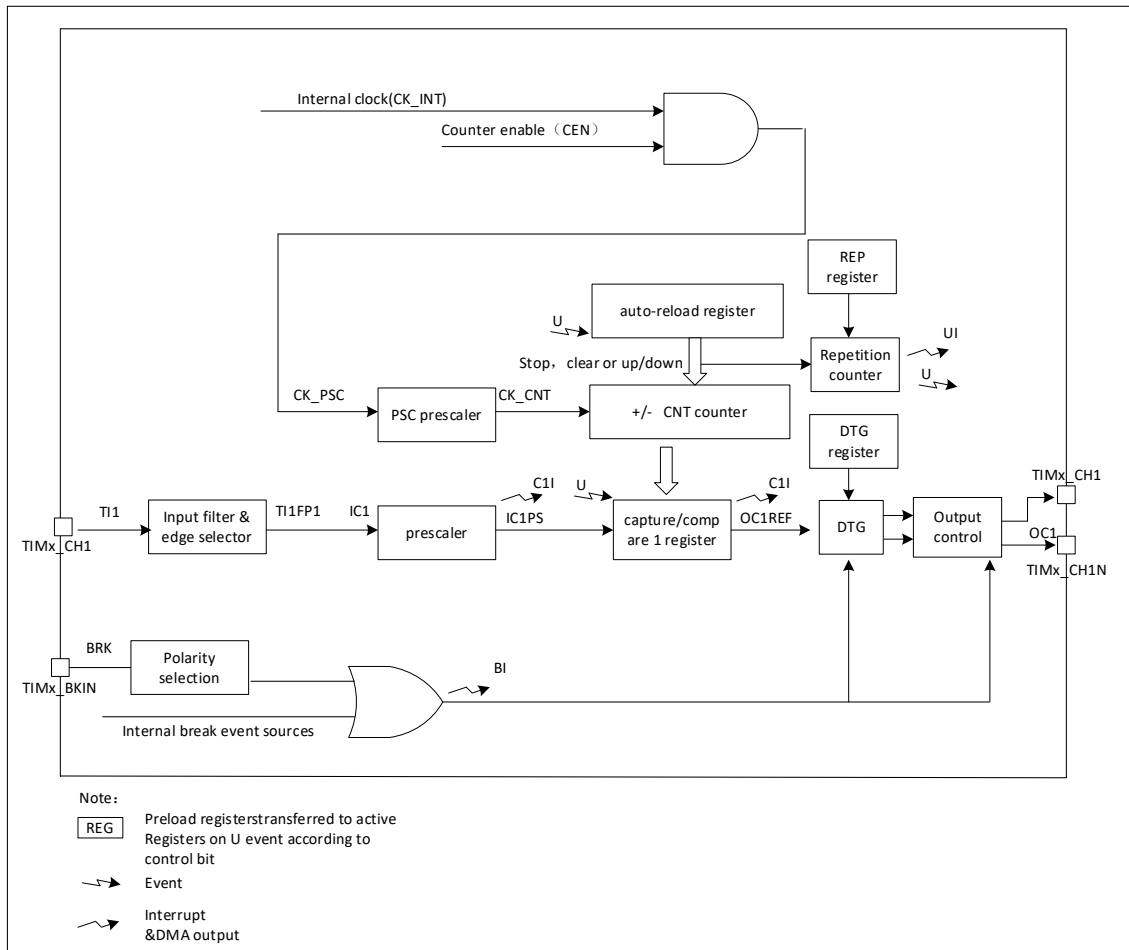 Internal clock(CK_INT)
Counter enable（CEN）
REP
register
auto-reload register
U
UI
Stop，clear or up/down
Repetition
counter
U
CK_PSC
CK_CNT
PSC prescaler
+/- CNT counter
DTG
register
TIMx_CH1
C1I
U
C1I
TI1
Input filter &
edge selector
TI1FP1
IC1
prescaler
IC1PS
capture/comp
are 1 register
OC1REF
DTG
Output
control
OC1
TIMx_CH1
TIMx_CH1N
BRK
Polarity
selection
BI
TIMx_BKIN
Internal break event sources
Note：
REG
Preload registerstransferred to active
Registers on U event according to
control bit
Event
Interrupt
&DMA output